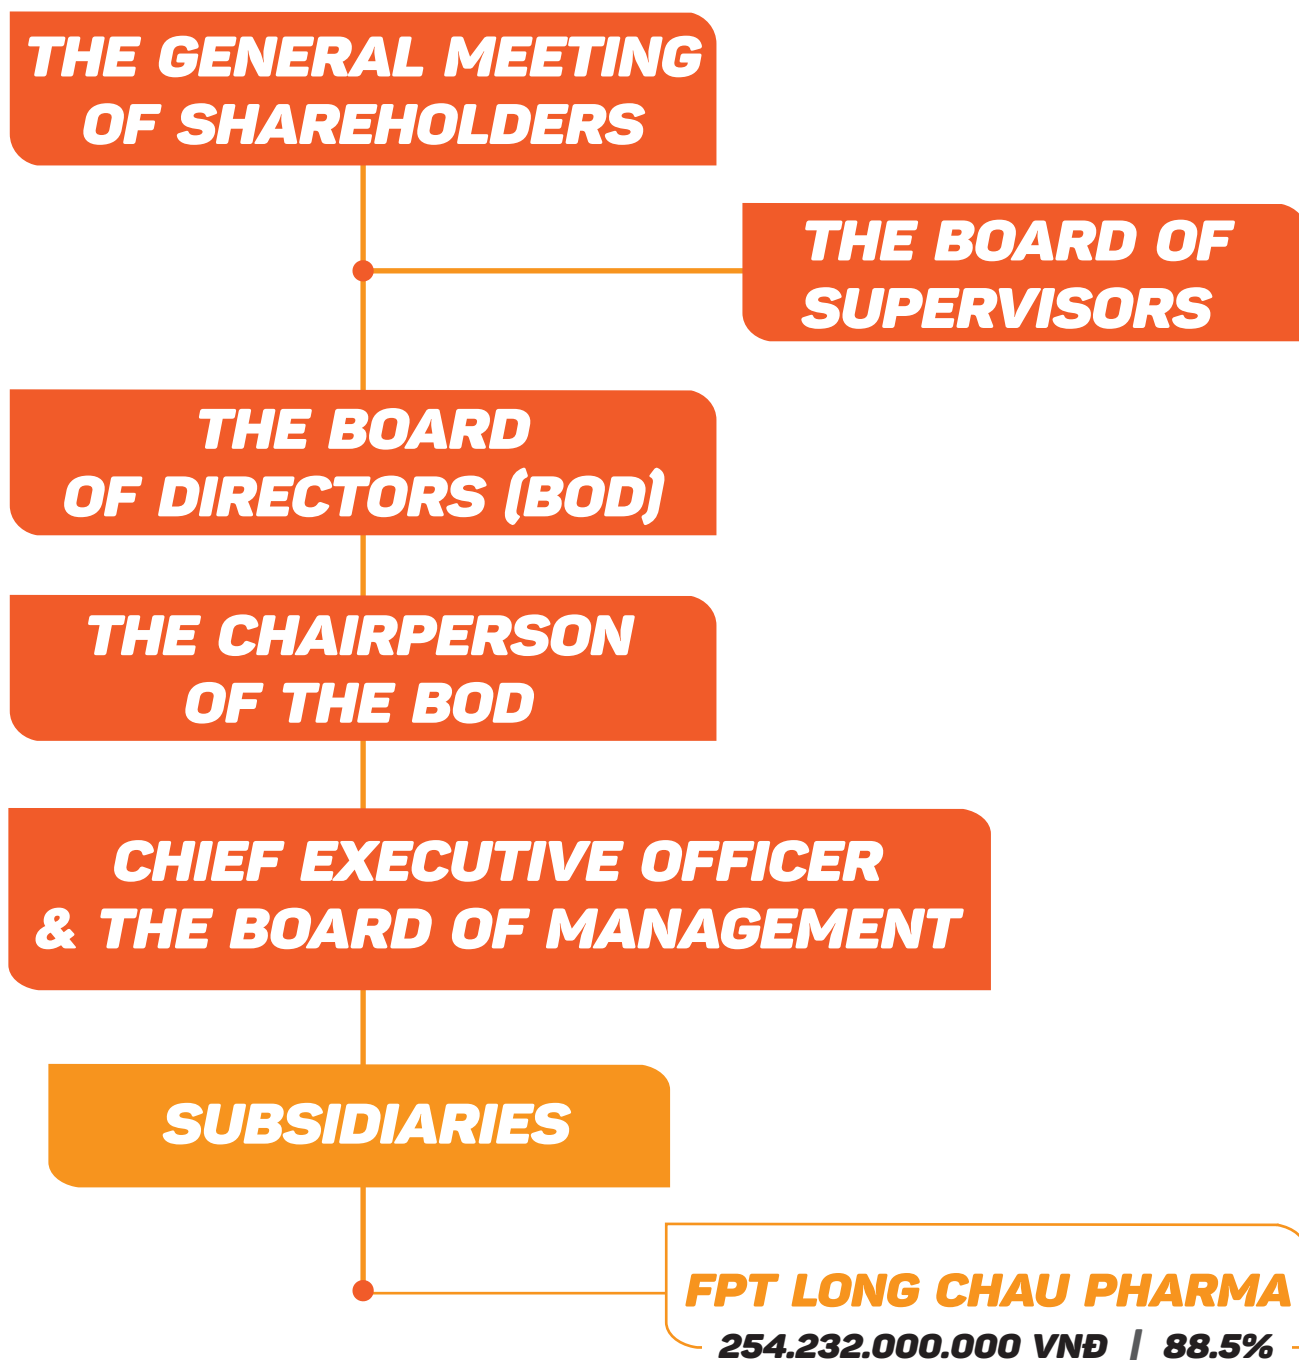 THE GENERAL MEETING
OF SHAREHOLDERS
THE BOARD OF
SUPERVISORS
THE BOARD
OF DIRECTORS (BOD)
THE CHAIRPERSON
OF THE BOD
CHIEF EXECUTIVE OFFICER
& THE BOARD OF MANAGEMENT
SUBSIDIARIES
FPT LONG CHAU PHARMA
254.232.000.000 VNĐ | 88.5%